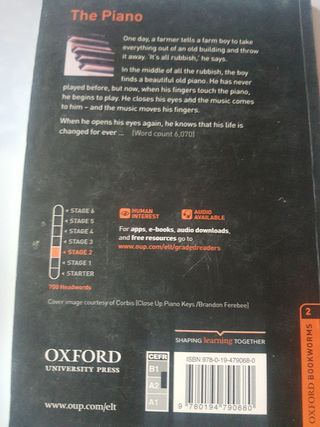 The Piano
One day, a farmer tells a farm boy to take
everything out of an old building and throw
it away. 'It's all rubbish,' he says.
In the middle of all the rubbish, the boy
finds a beautiful old piano. He has never
played before, but now, when his fingers touch the piano,
he begins to play. He closes his eyes and the music comes
to him – and the music moves his fingers.
When he opens his eyes again, he knows that his life is
changed for ever ... [Word count 6,070]
STAGE 6
STAGE 5
STAGE 4
STAGE 3
STAGE 2
STAGE 1
STARTER
700 Headwords
HUMAN
INTEREST
AUDIO
AVAILABLE
For apps, e-books, audio downloads,
and free resources go to
www.oup.com/elt/gradedreaders
Cover image courtesy of Corbis (Close Up Piano Keys /Brandon Ferebee)
2
OXFORD BOOKWORMS
SHAPING learning TOGETHER
OXFORD
UNIVERSITY PRESS
www.oup.com/elt
CEFR
B1
A2
A1
ISBN 978-0-19-479068-0
9 780194 790680